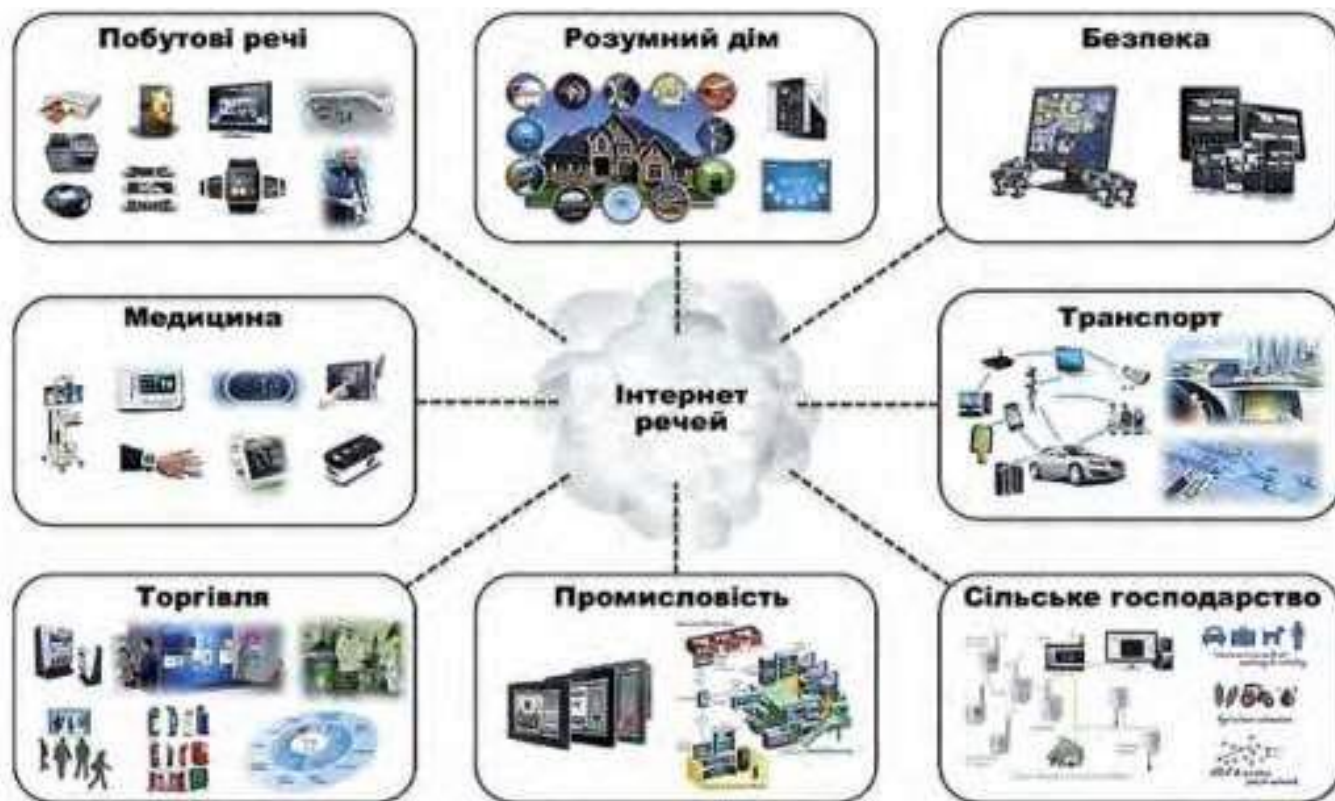 Побутові речі
Розумний дім
Безпека
Медицина
Інтернет
речей
Транспорт
Торгівля
Промисловість
Сільське господарство